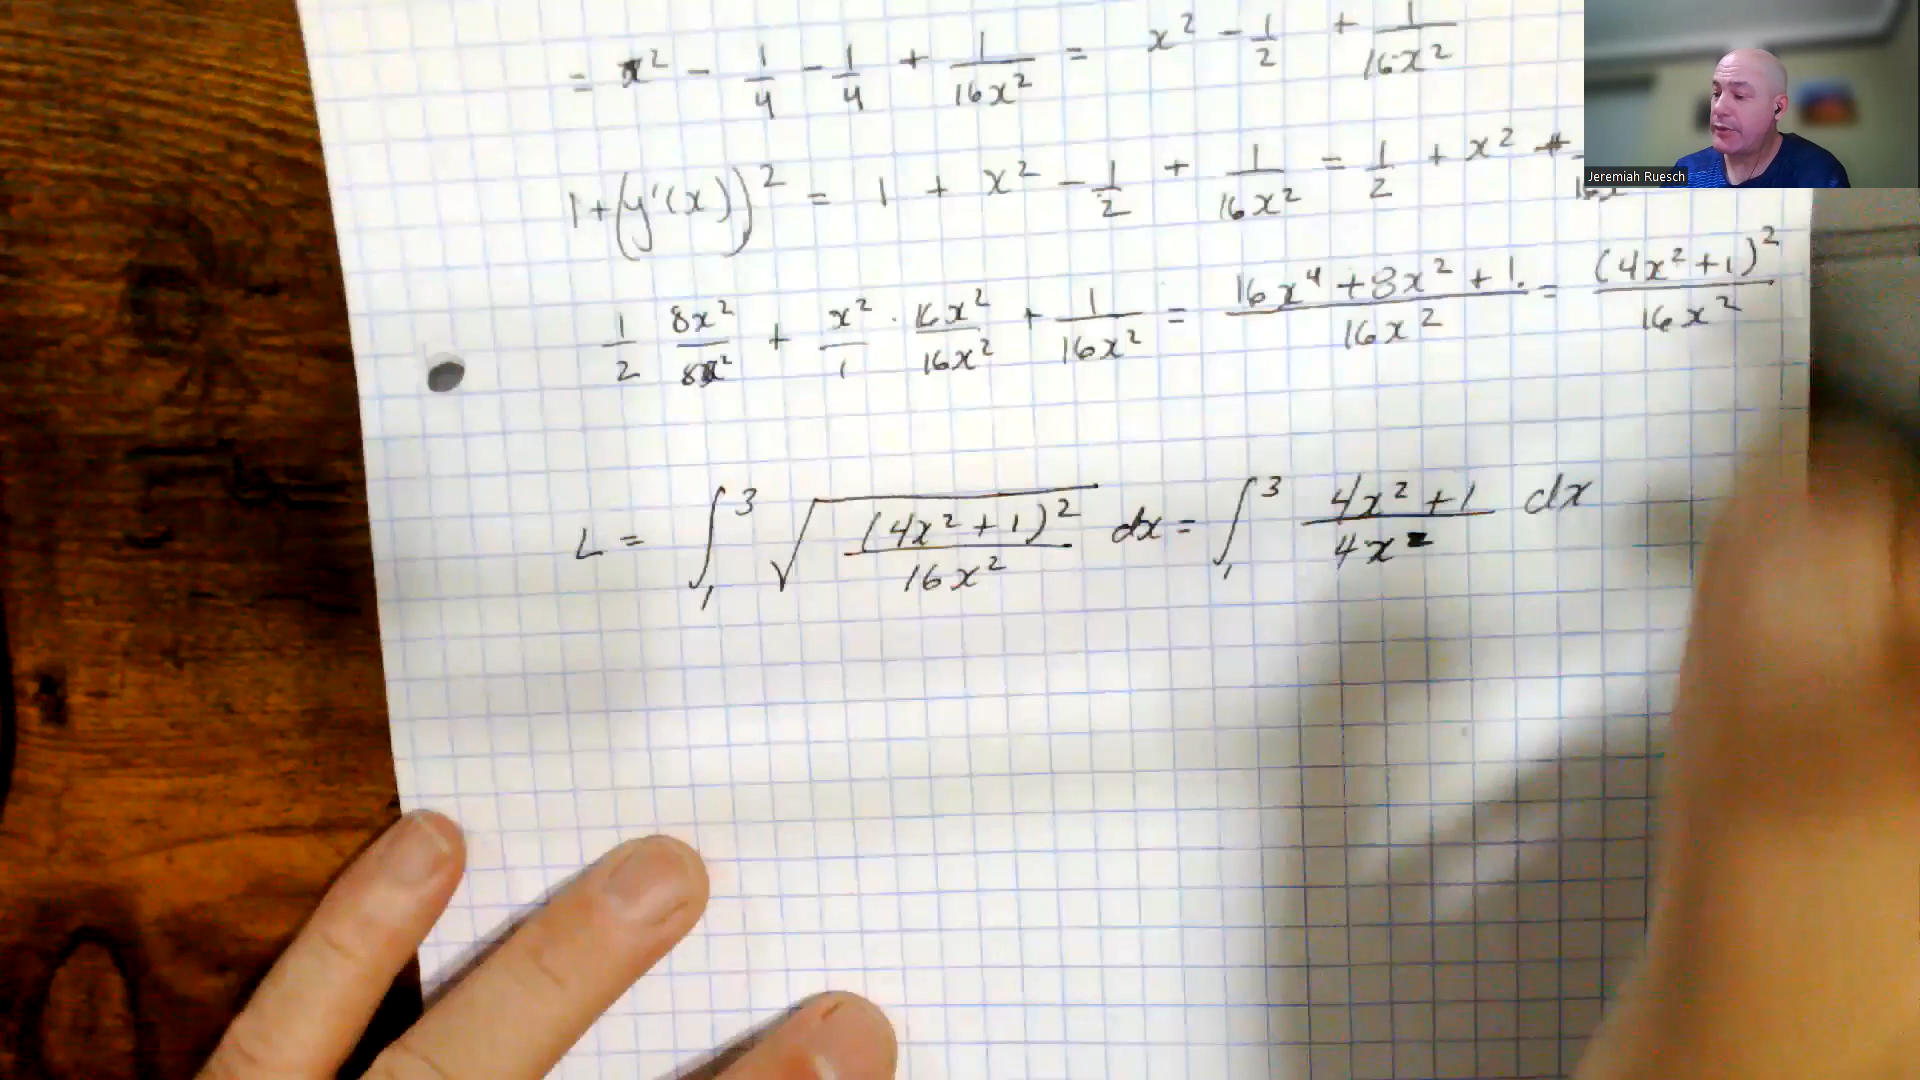 = x² - 1/4 - 1/4 + 1/(16x²) = x² - 1/2 + 1/(16x²)
1+(y'(x))² = 1 + x² - 1/2 + 1/(16x²) = 1/2 + x² +
Jeremiah Ruesch
1/2 8x²/8x² + x²/1 · 16x²/16x² + 1/(16x²) = (16x⁴ + 8x² + 1)/(16x²) = (4x²+1)²/(16x²)
L = ∫₁³ √((4x²+1)²/(16x²)) dx = ∫₁³ (4x²+1)/(4x) dx